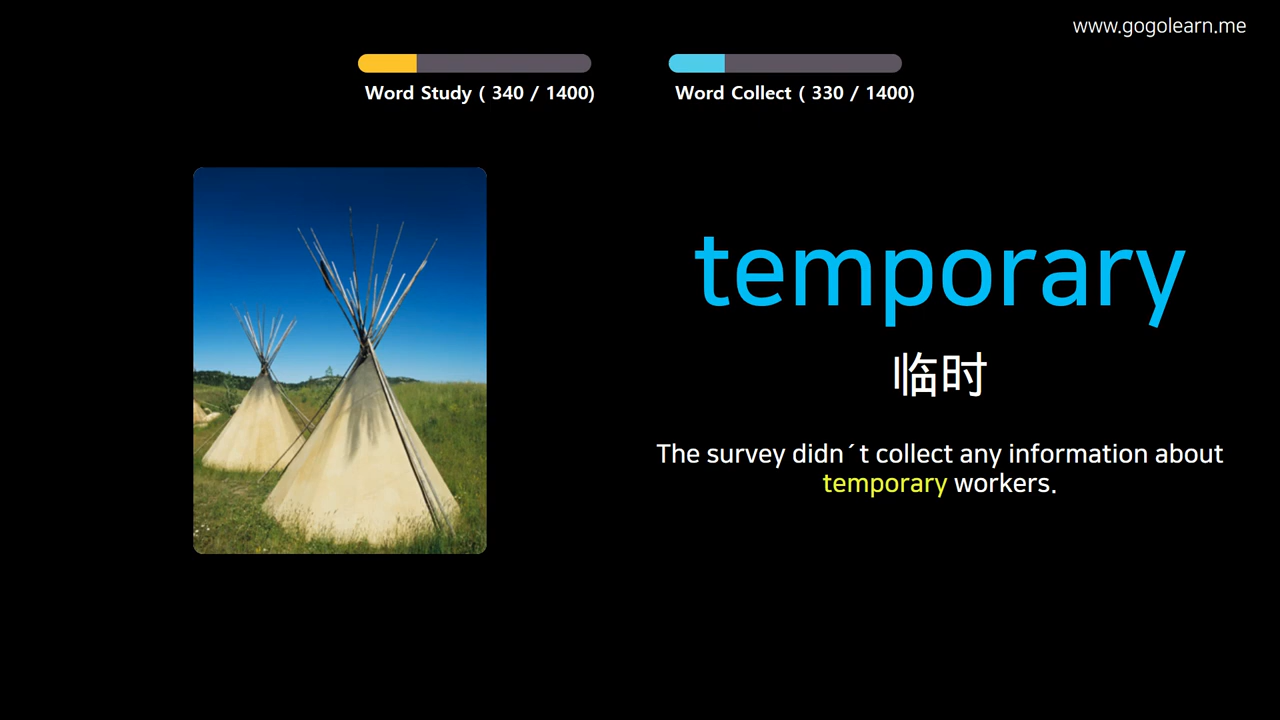 www.gogolearn.me
Word Study ( 340 / 1400)
Word Collect ( 330 / 1400)
temporary
临时
The survey didn´t collect any information about
temporary workers.